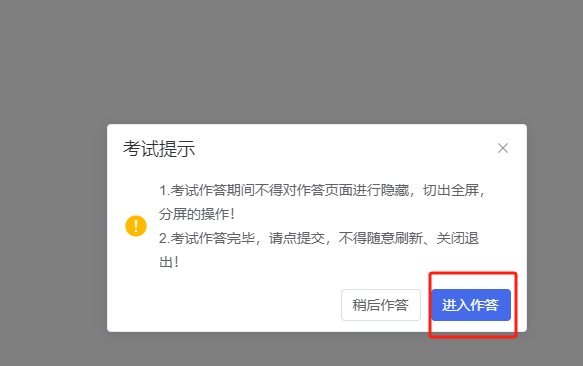 考试提示
1.考试作答期间不得对作答页面进行隐藏，切出全屏，
分屏的操作！
2.考试作答完毕，请点提交，不得随意刷新、关闭退
出！
稍后作答
进入作答